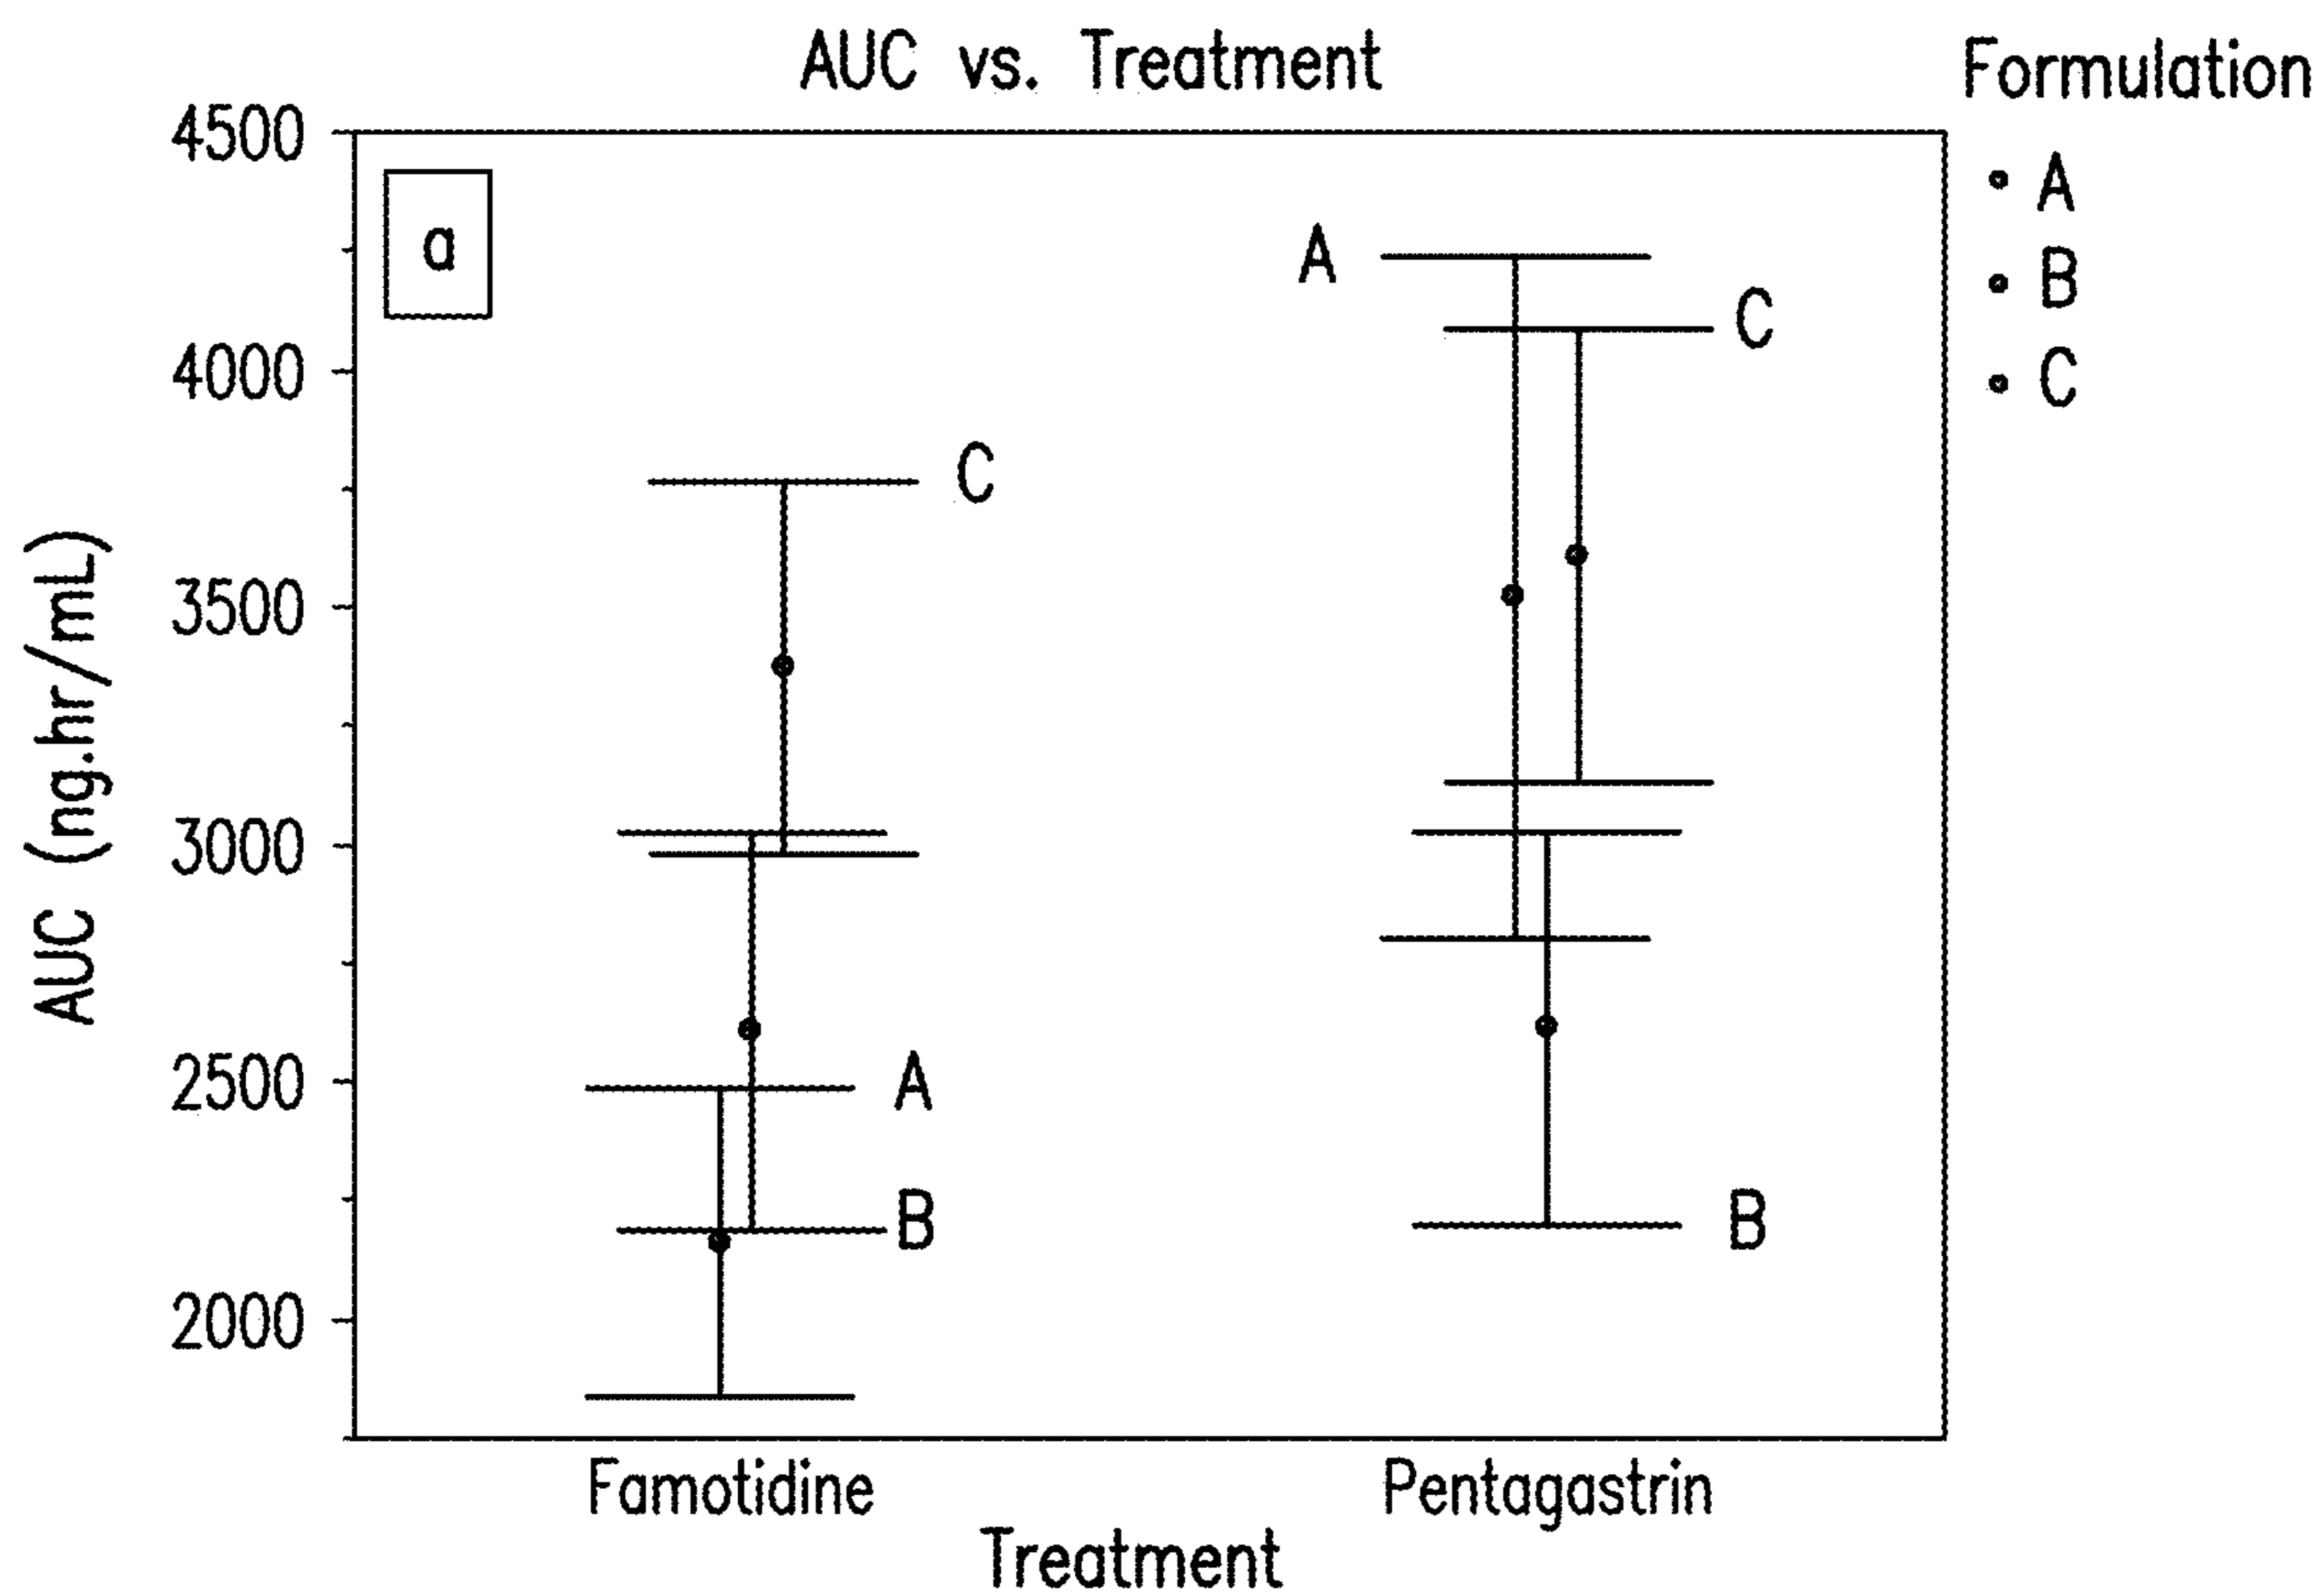 AUC vs. Treatment
Formulation
A
B
C
a
4500
4000
3500
3000
2500
2000
AUC (ng.hr/mL)
A
C
C
A
B
B
Famotidine
Pentagastrin
Treatment